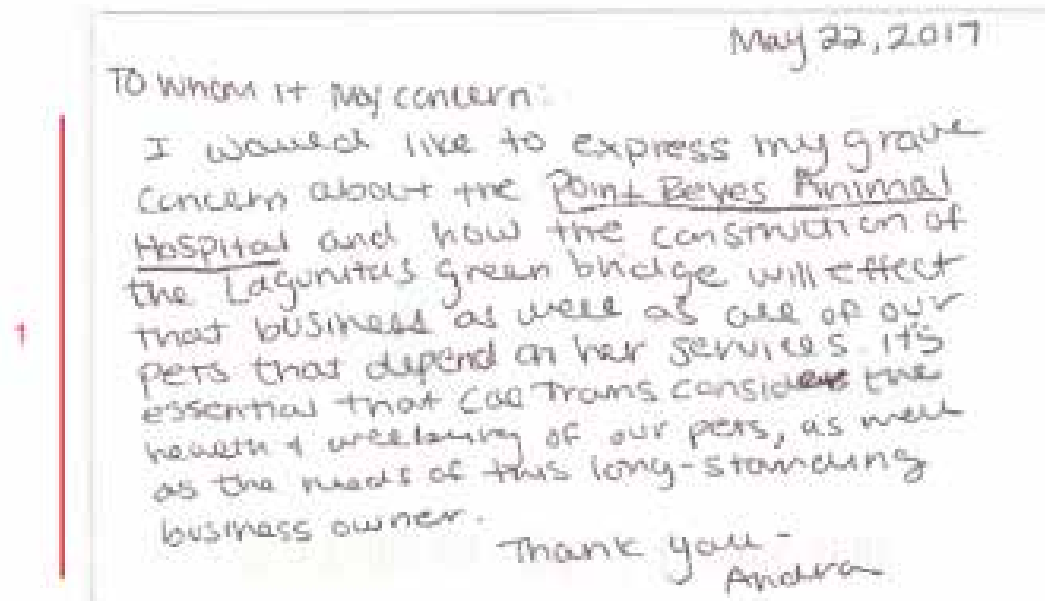 May 22, 2017
To Whom it May concern:
I would like to express my grave
concern about the Point Reyes Animal
Hospital and how the construction of
the Lagunitas green bridge will effect
that business as well as all of our
pets that depend on her services. It's
essential that CalTrans consider the
health & wellbeing of our pets, as well
as the needs of this long-standing
business owner.
Thank you -
Andra
1